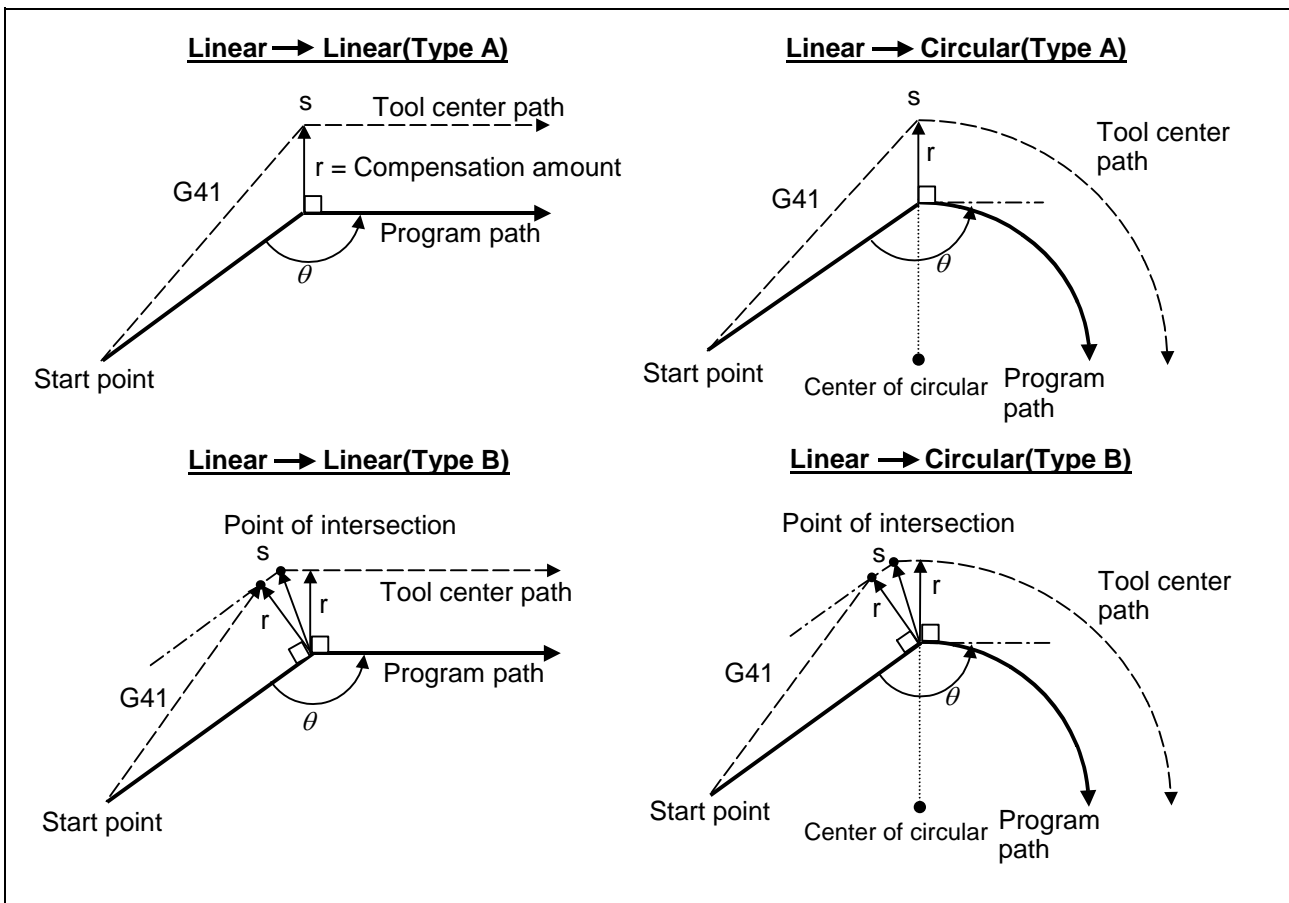 Linear → Linear(Type A)
s
Tool center path
r = Compensation amount
G41
Program path
θ
Start point
Linear → Circular(Type A)
s
Tool center
path
r
G41
θ
Start point
Center of circular
Program
path
Linear → Linear(Type B)
Point of intersection
s
Tool center path
r
r
Program path
G41
θ
Start point
Linear → Circular(Type B)
Point of intersection
s
Tool center
path
r
r
G41
θ
Start point
Center of circular
Program
path